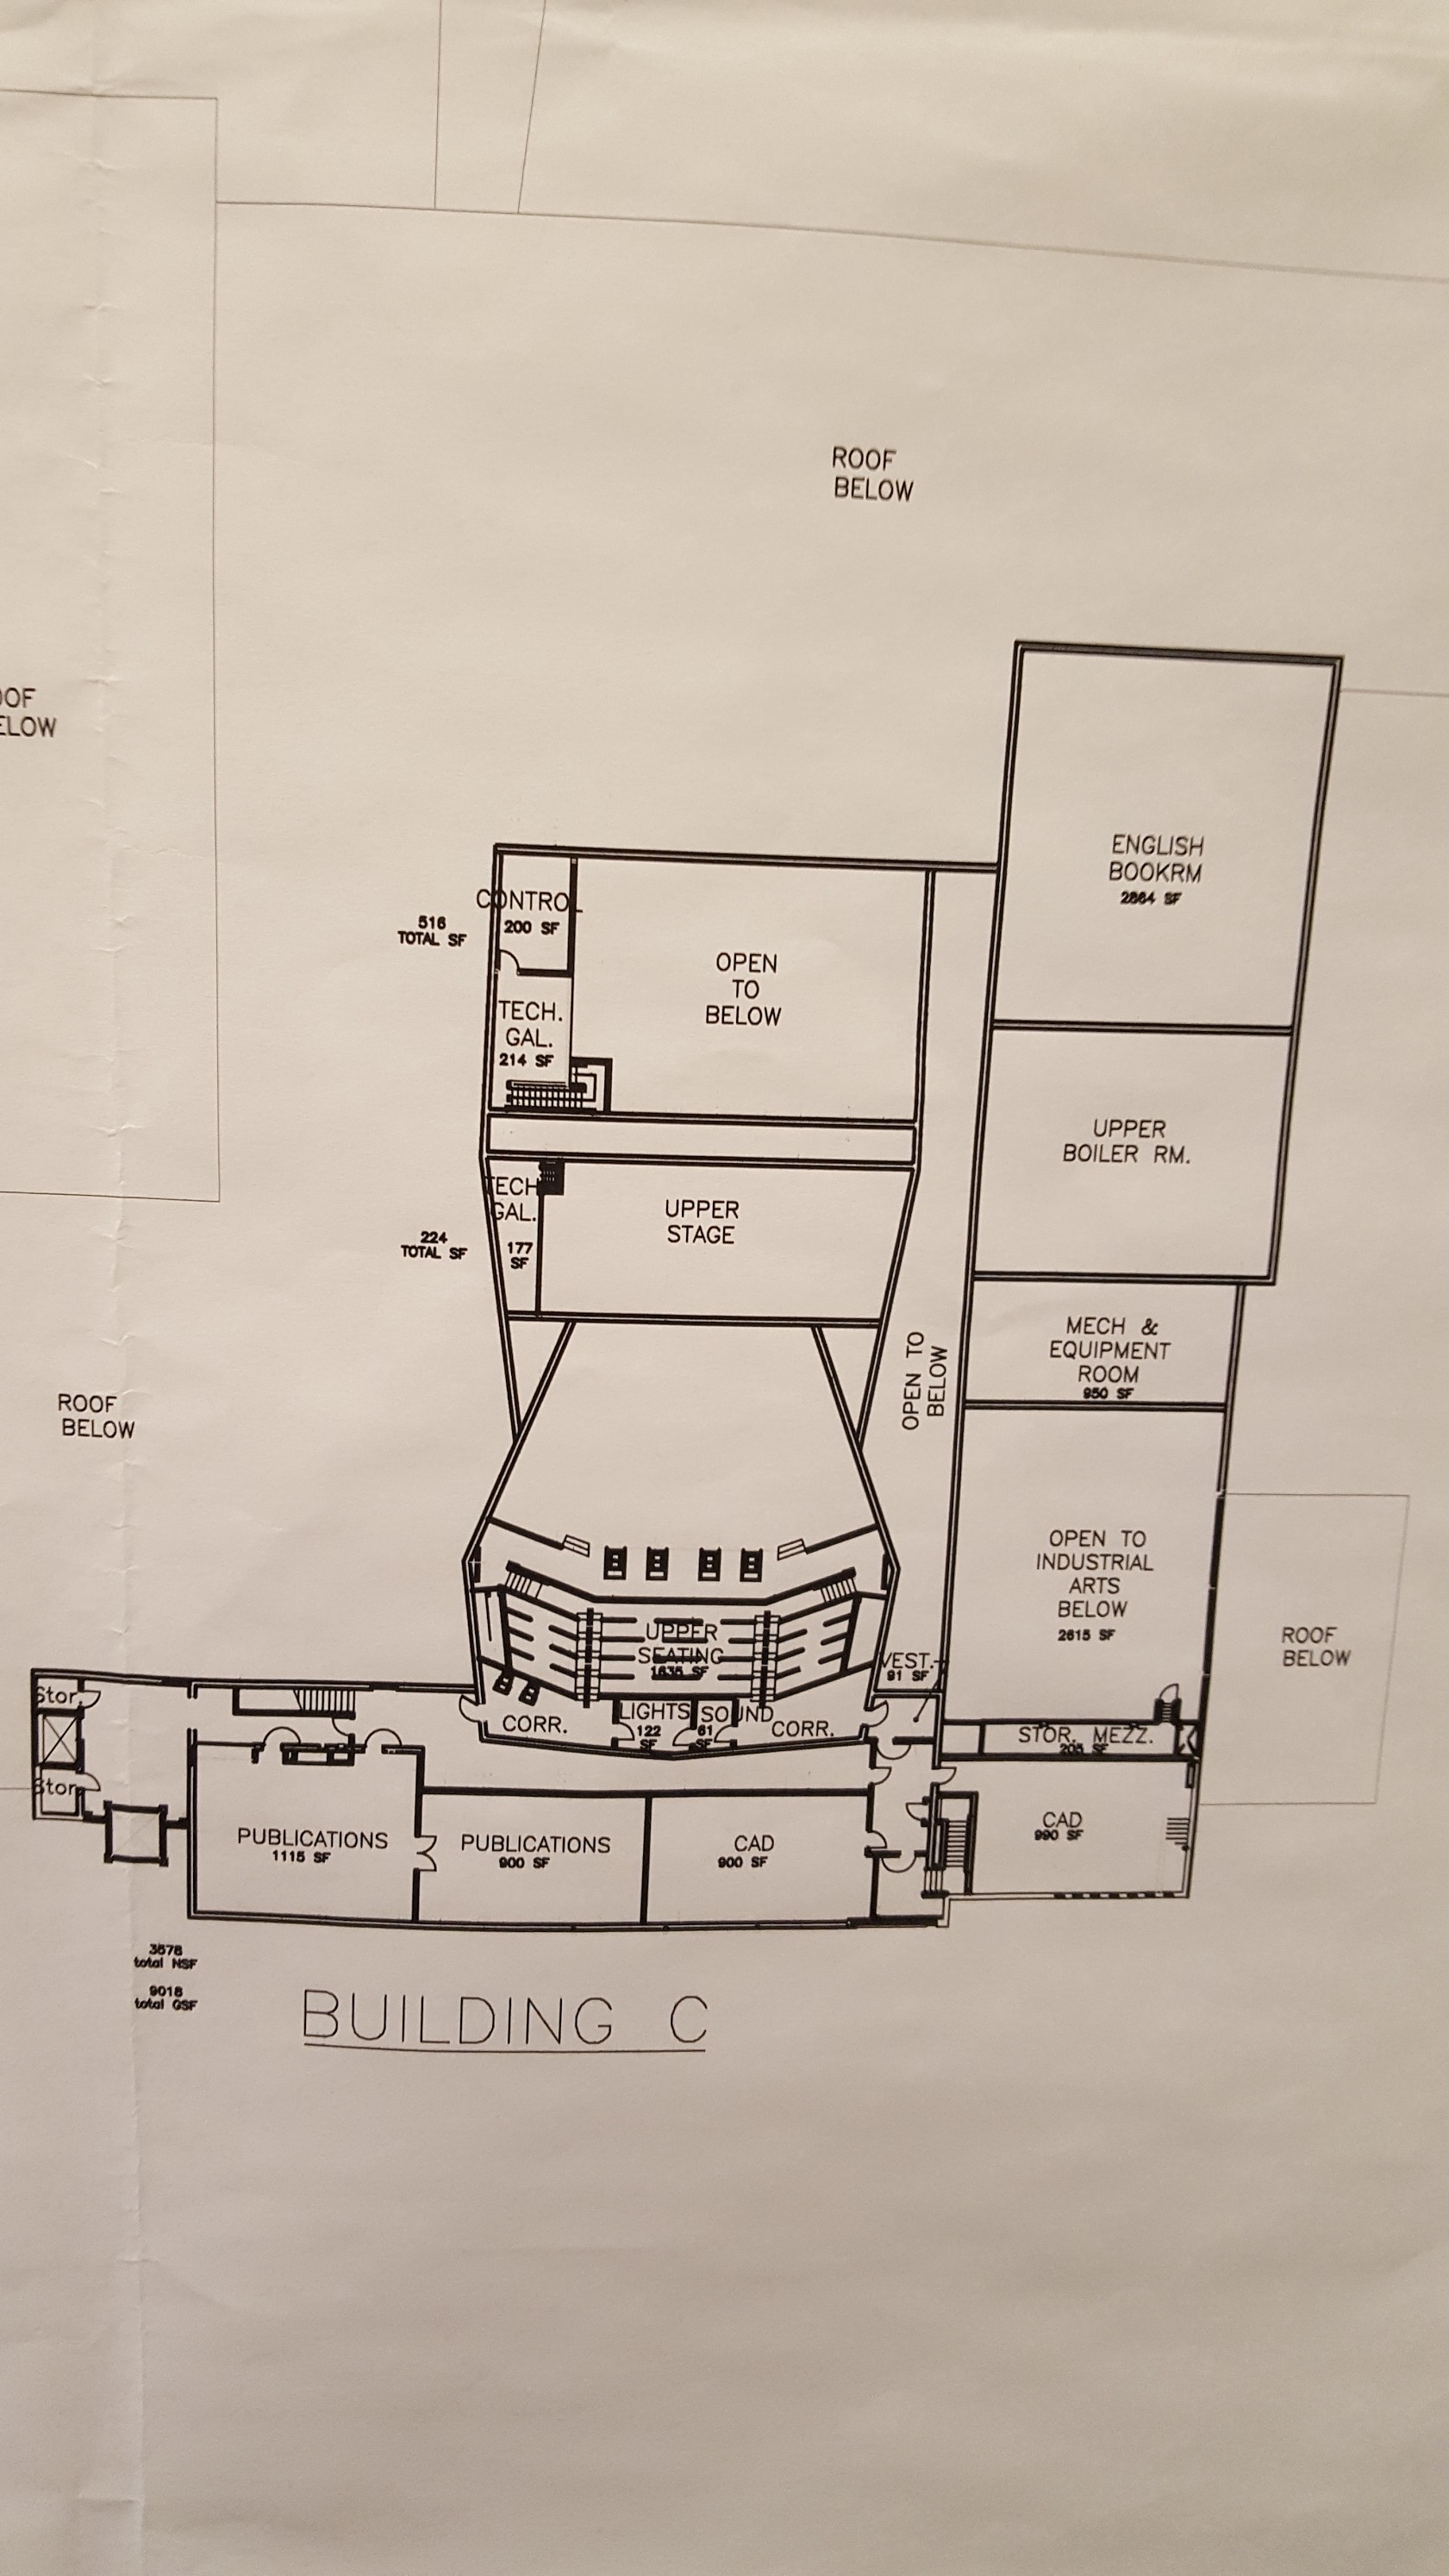 ROOF
BELOW
OOF
ELOW
ENGLISH
BOOKRM
2864 SF
CONTROL
200 SF
516
TOTAL SF
OPEN
TO
BELOW
TECH.
GAL.
214 SF
UPPER
BOILER RM.
TECH
GAL.
177
SF
UPPER
STAGE
224
TOTAL SF
MECH &
EQUIPMENT
ROOM
950 SF
OPEN TO
BELOW
ROOF
BELOW
OPEN TO
INDUSTRIAL
ARTS
BELOW
2615 SF
ROOF
BELOW
UPPER
SEATING
1635 SF
VEST.
91 SF
Stor.
CORR.
LIGHTS
122
SF
SOUND
61
SF
CORR.
STOR. MEZZ.
205 SF
Stor.
PUBLICATIONS
1115 SF
PUBLICATIONS
900 SF
CAD
900 SF
CAD
990 SF
3678
total NSF
9018
total GSF
BUILDING C